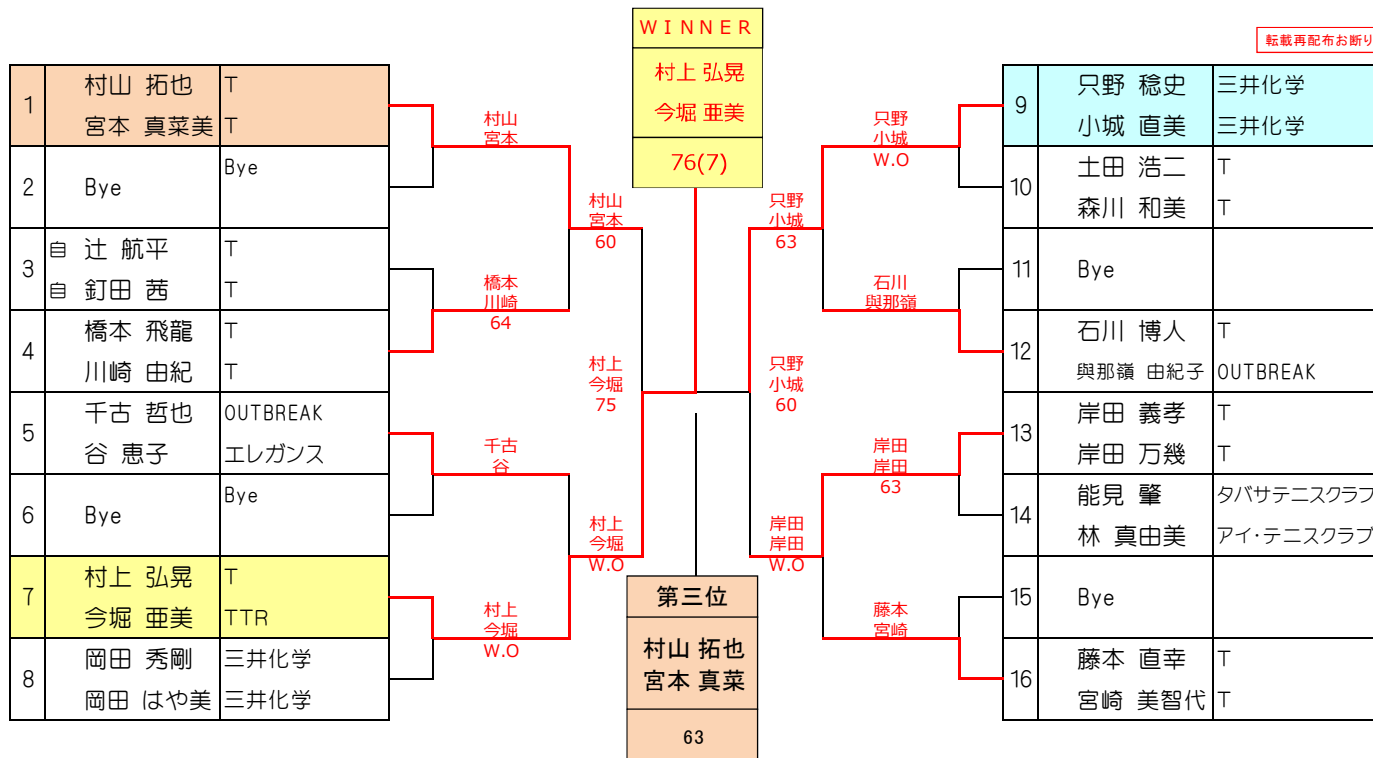 ＷＩＮＮＥＲ
村上 弘晃
今堀 亜美
76(7)
転載再配布お断り
1 村山 拓也 T
宮本 真菜美 T
2 Bye Bye
3 自 辻 航平 T
自 釘田 茜 T
4 橋本 飛龍 T
川崎 由紀 T
5 千古 哲也 OUTBREAK
谷 恵子 エレガンス
6 Bye Bye
7 村上 弘晃 T
今堀 亜美 TTR
8 岡田 秀剛 三井化学
岡田 はや美 三井化学
村山
宮本
橋本
川崎
64
千古
谷
村上
今堀
W.O
村山
宮本
60
村上
今堀
W.O
村上
今堀
75
只野
小城
60
只野
小城
63
岸田
岸田
W.O
只野
小城
W.O
石川
與那嶺
岸田
岸田
63
藤本
宮崎
9 只野 稔史 三井化学
小城 直美 三井化学
10 土田 浩二 T
森川 和美 T
11 Bye
12 石川 博人 T
與那嶺 由紀子 OUTBREAK
13 岸田 義孝 T
岸田 万幾 T
14 能見 肇 タバサテニスクラブ
林 真由美 アイ・テニスクラブ
15 Bye
16 藤本 直幸 T
宮崎 美智代 T
第三位
村山 拓也
宮本 真菜
63